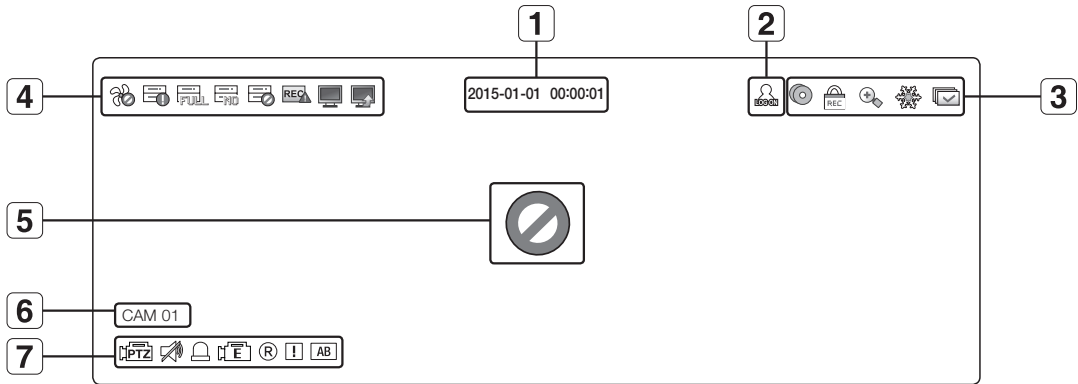 1
2
4
FULL
NO
REC
2015-01-01 00:00:01
LOG ON
REC
3
5
6
CAM 01
7
PTZ
E
R
!
AB